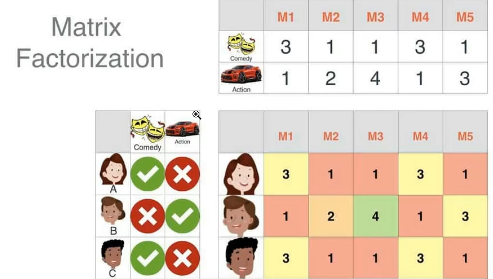 Matrix
Factorization
M1 M2 M3 M4 M5
Comedy 3 1 1 3 1
Action 1 2 4 1 3
Comedy Action
M1 M2 M3 M4 M5
A 3 1 1 3 1
B 1 2 4 1 3
C 3 1 1 3 1